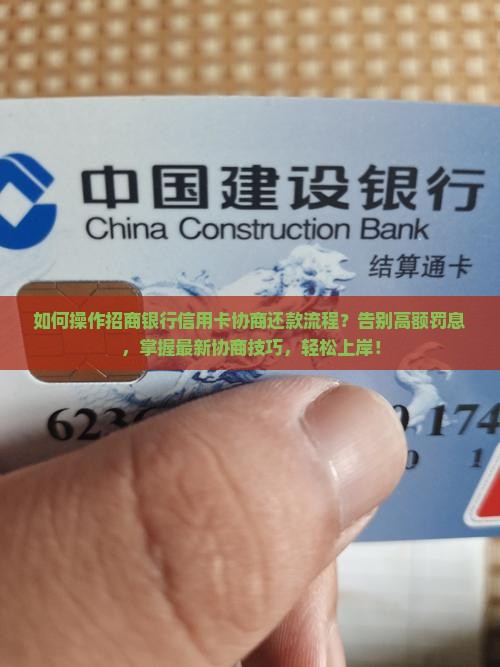 中国建设银行
China Construction Bank
结算通卡
如何操作招商银行信用卡协商还款流程？告别高额罚息
，掌握最新协商技巧，轻松上岸！
623
0 174
0 1